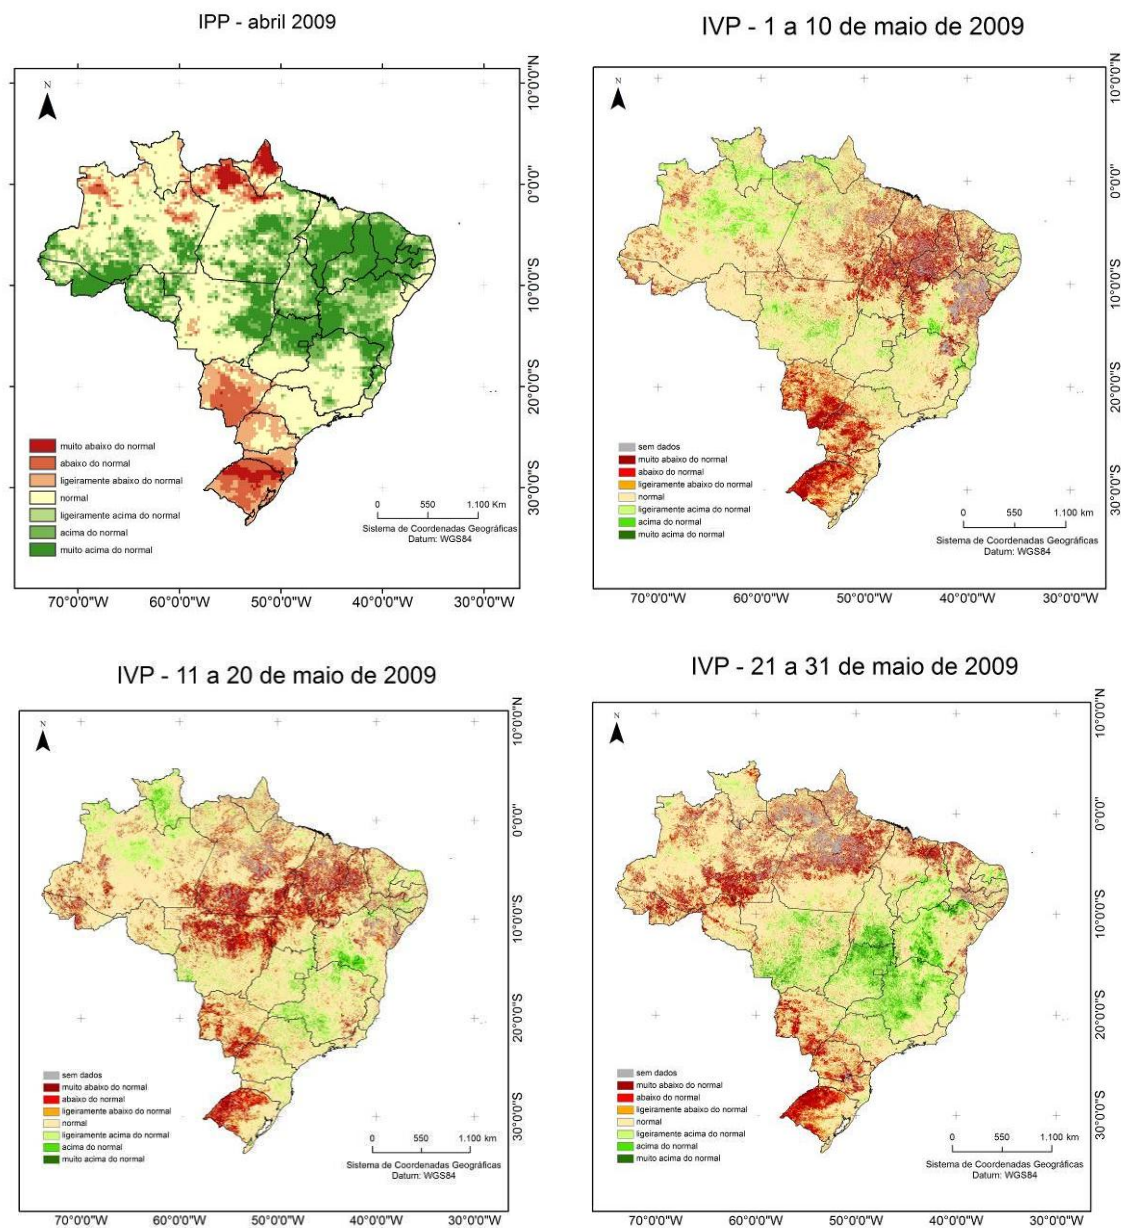 IPP - abril 2009
N
10°0'0"N
0°0'0"
10°0'0"S
20°0'0"S
30°0'0"S
muito abaixo do normal
abaixo do normal
ligeiramente abaixo do normal
normal
ligeiramente acima do normal
acima do normal
muito acima do normal
0 550 1.100 Km
Sistema de Coordenadas Geográficas
Datum: WGS84
70°0'0"W 60°0'0"W 50°0'0"W 40°0'0"W 30°0'0"W
IVP - 1 a 10 de maio de 2009
N
10°0'0"N
0°0'0"
10°0'0"S
20°0'0"S
30°0'0"S
sem dados
muito abaixo do normal
abaixo do normal
ligeiramente abaixo do normal
normal
ligeiramente acima do normal
acima do normal
muito acima do normal
0 550 1.100 Km
Sistema de Coordenadas Geográficas
Datum: WGS84
70°0'0"W 60°0'0"W 50°0'0"W 40°0'0"W 30°0'0"W
IVP - 11 a 20 de maio de 2009
N
10°0'0"N
0°0'0"
10°0'0"S
20°0'0"S
30°0'0"S
sem dados
muito abaixo do normal
abaixo do normal
ligeiramente abaixo do normal
normal
ligeiramente acima do normal
acima do normal
muito acima do normal
0 550 1.100 km
Sistema de Coordenadas Geográficas
Datum: WGS84
70°0'0"W 60°0'0"W 50°0'0"W 40°0'0"W 30°0'0"W
IVP - 21 a 31 de maio de 2009
N
10°0'0"N
0°0'0"
10°0'0"S
20°0'0"S
30°0'0"S
sem dados
muito abaixo do normal
abaixo do normal
ligeiramente abaixo do normal
normal
ligeiramente acima do normal
acima do normal
muito acima do normal
0 550 1.100 km
Sistema de Coordenadas Geográficas
Datum: WGS84
70°0'0"W 60°0'0"W 50°0'0"W 40°0'0"W 30°0'0"W